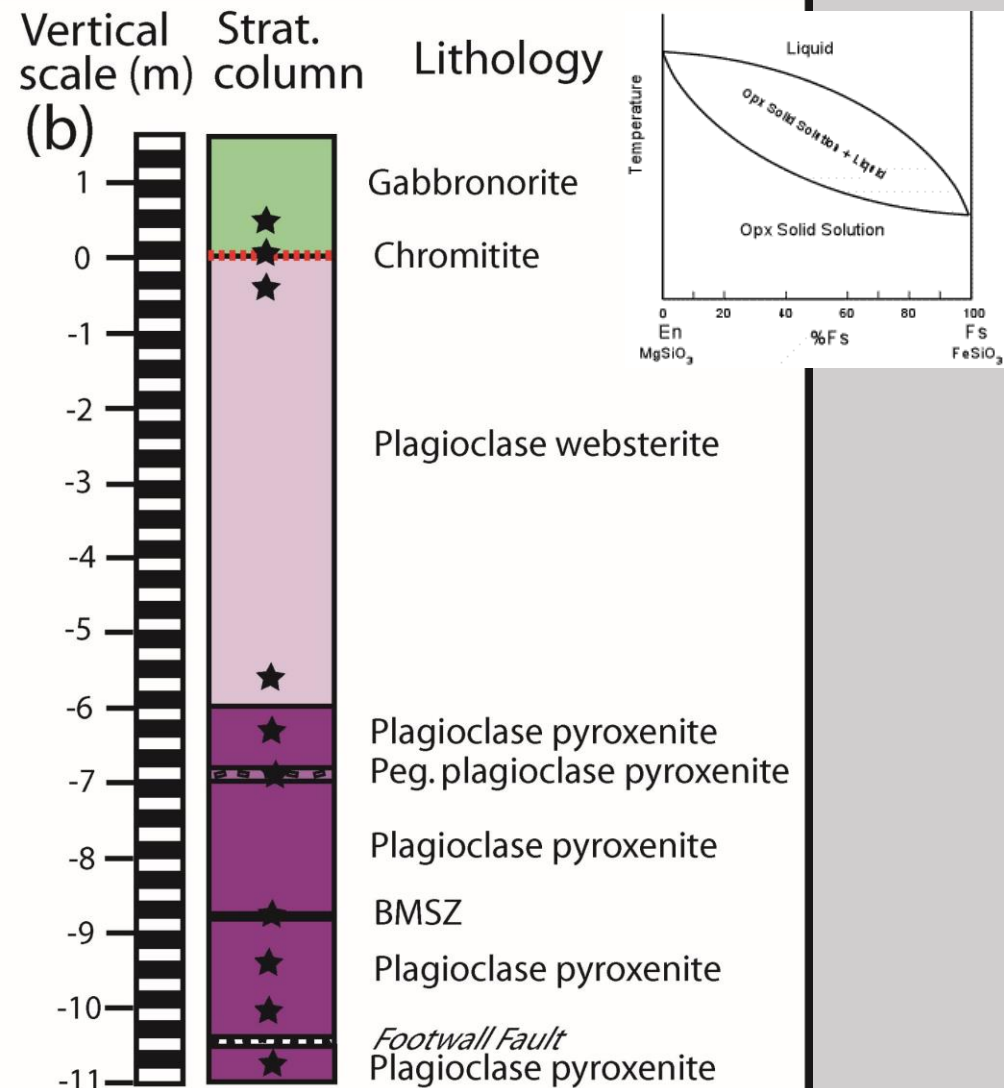 Vertical
scale (m)
Strat.
column
Lithology
(b)
1
0
-1
-2
-3
-4
-5
-6
-7
-8
-9
-10
-11
Gabbronorite
Chromitite
Plagioclase websterite
Plagioclase pyroxenite
Peg. plagioclase pyroxenite
Plagioclase pyroxenite
BMSZ
Plagioclase pyroxenite
Footwall Fault
Plagioclase pyroxenite
Temperature
Liquid
Opx Solid Solution + Liquid
Opx Solid Solution
0 20 40 60 80 100
En %Fs Fs
MgSiO₃ FeSiO₃